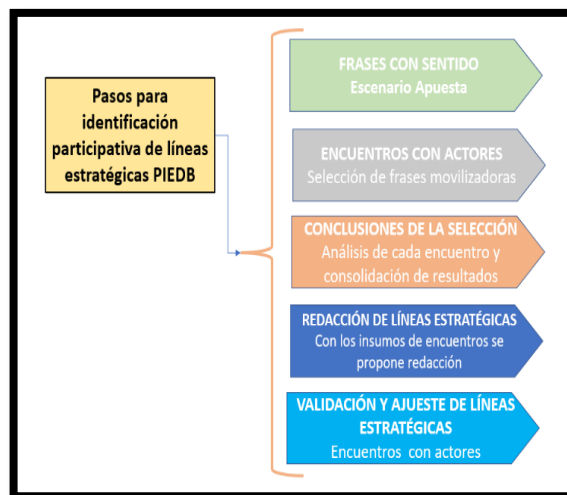 Pasos para
identificación
participativa de líneas
estratégicas PIEDB
FRASES CON SENTIDO
Escenario Apuesta
ENCUENTROS CON ACTORES
Selección de frases movilizadoras
CONCLUSIONES DE LA SELECCIÓN
Análisis de cada encuentro y
consolidación de resultados
REDACCIÓN DE LÍNEAS ESTRATÉGICAS
Con los insumos de encuentros se
propone redacción
VALIDACIÓN Y AJUESTE DE LÍNEAS
ESTRATÉGICAS
Encuentros con actores